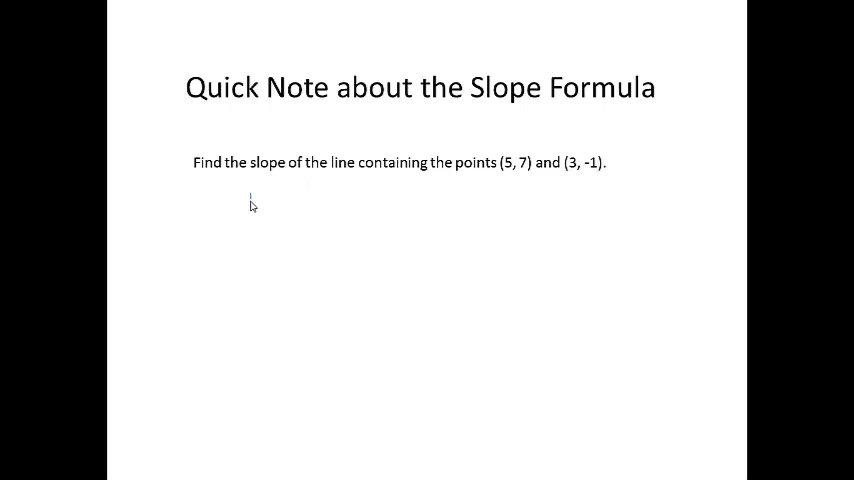 Quick Note about the Slope Formula
Find the slope of the line containing the points (5, 7) and (3, -1).